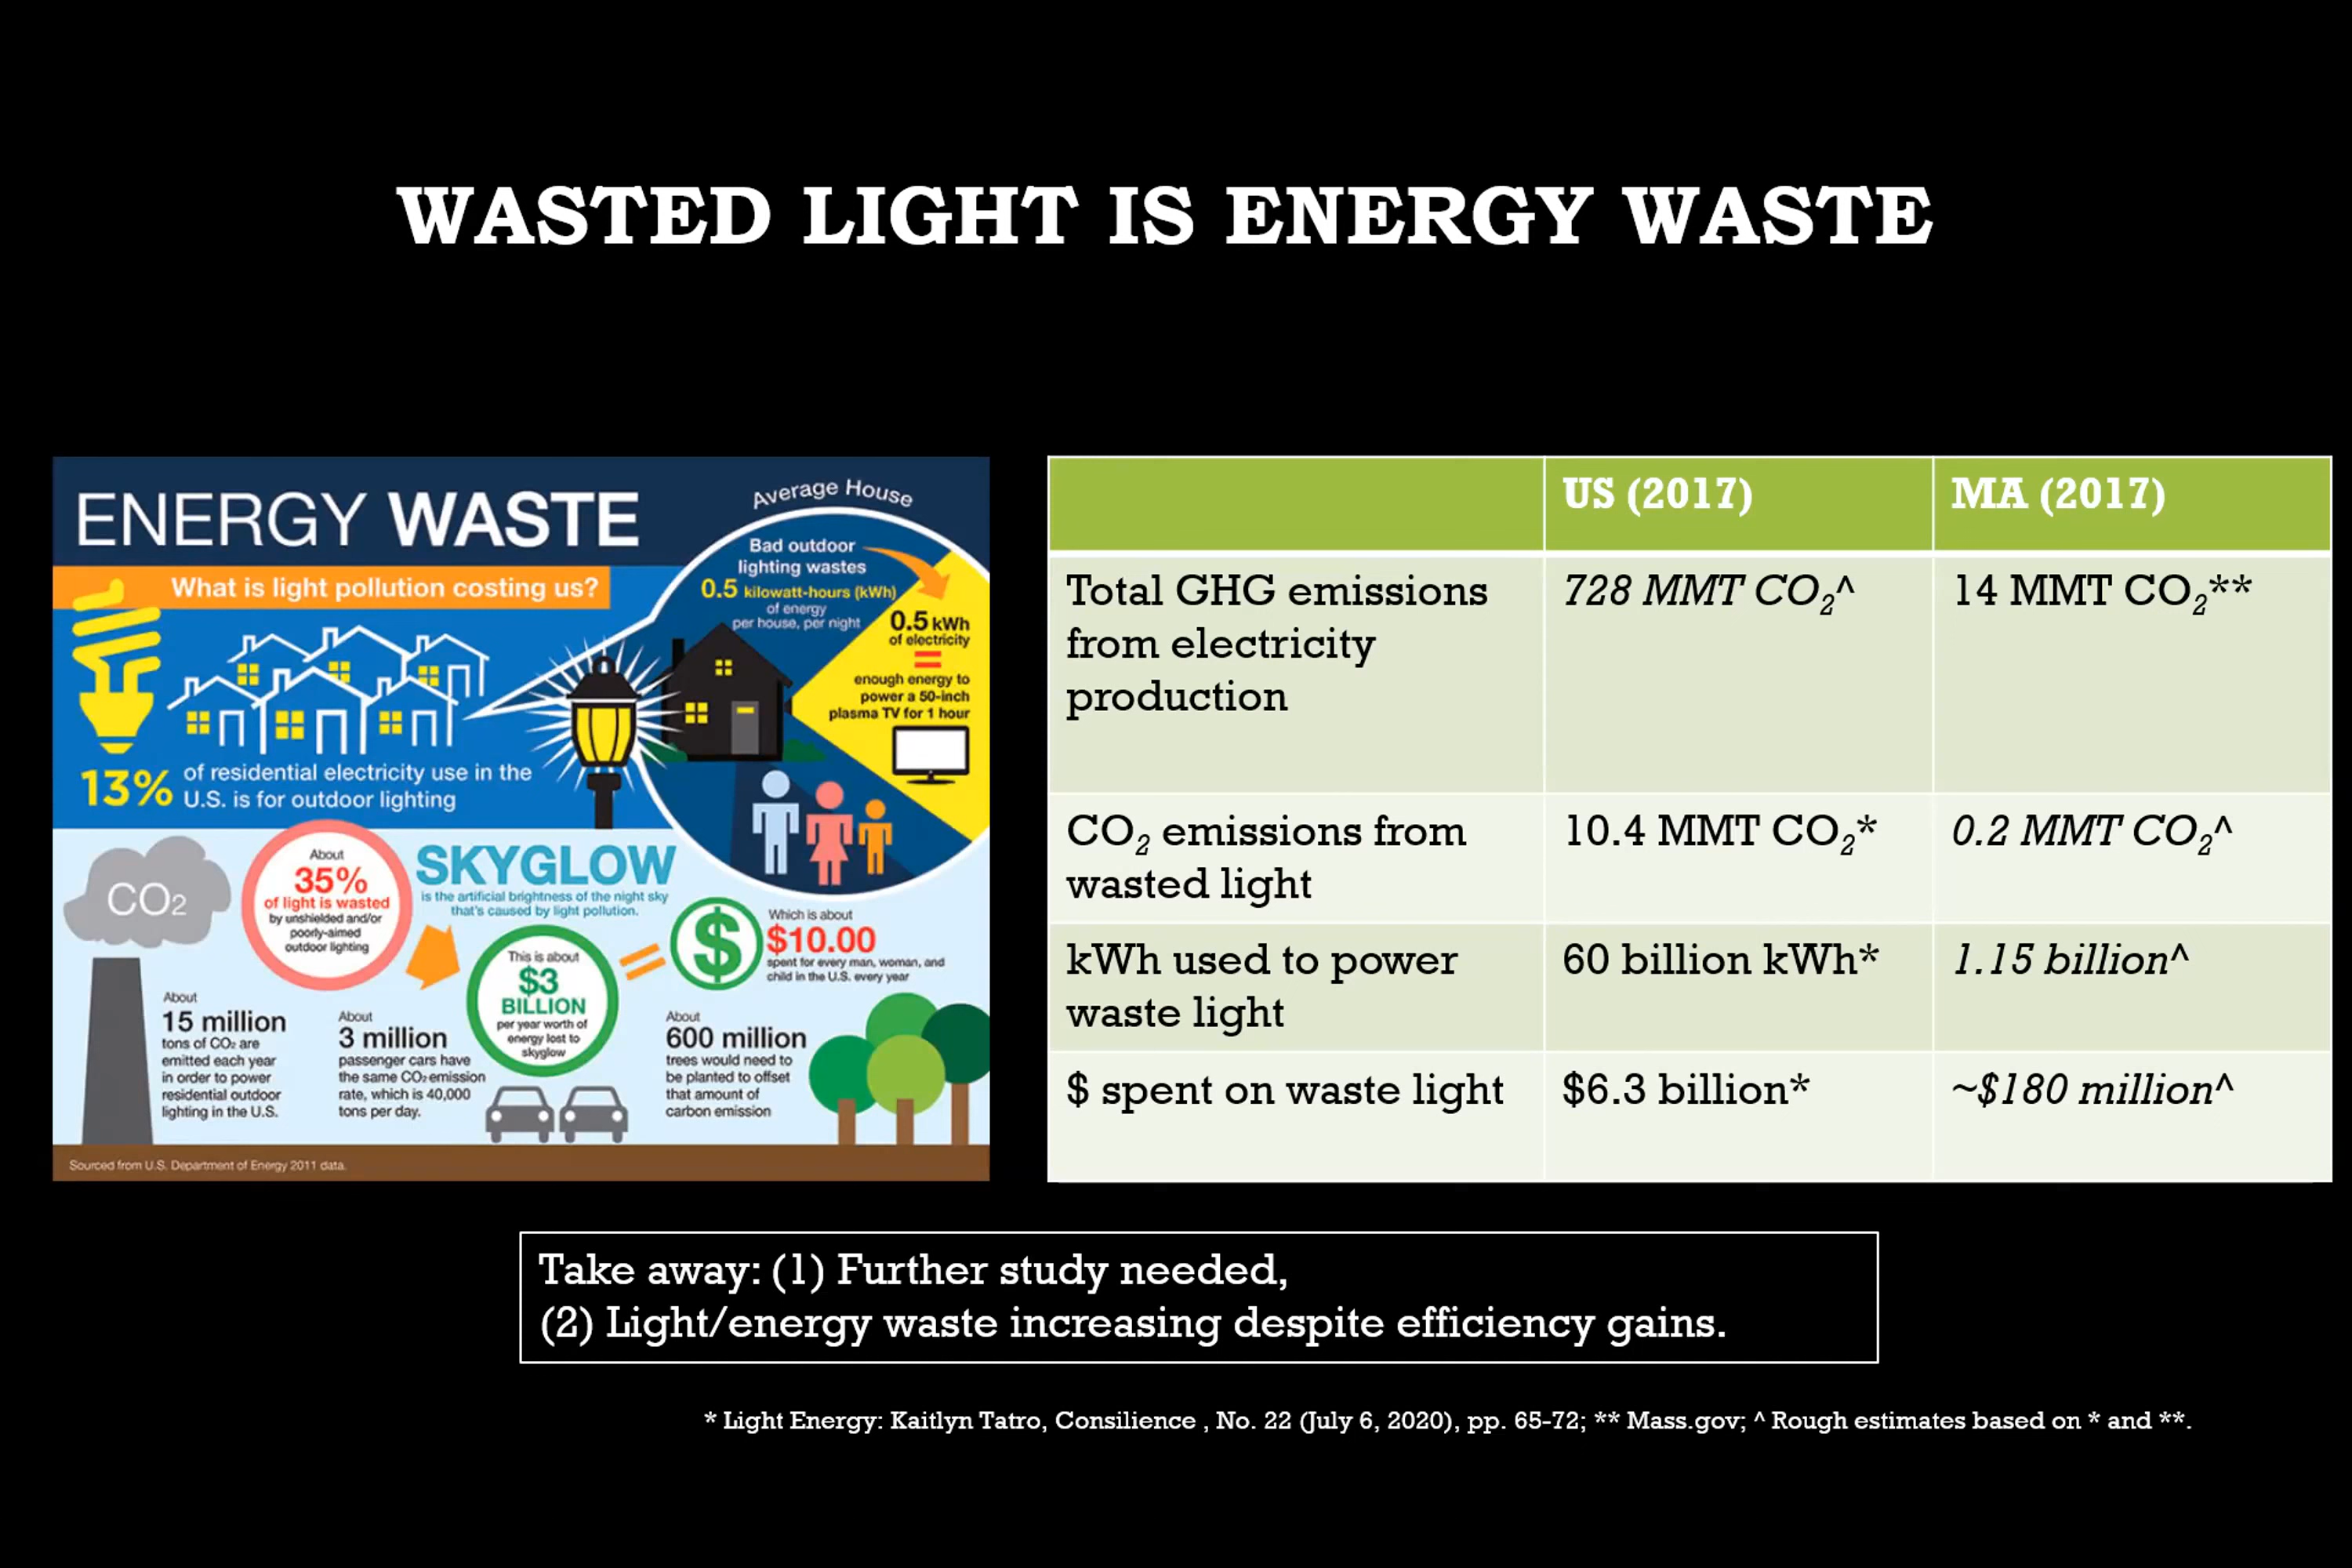 WASTED LIGHT IS ENERGY WASTE
ENERGY WASTE
What is light pollution costing us?
13% of residential electricity use in the
U.S. is for outdoor lighting
Average House
Bad outdoor
lighting wastes
0.5 kilowatt-hours (kWh)
of energy
per house, per night
0.5 kWh
of electricity
=
enough energy to
power a 50-inch
plasma TV for 1 hour
CO₂
About
35%
of light is wasted
by unshielded and/or
poorly-aimed
outdoor lighting
SKYGLOW
is the artificial brightness of the night sky
that's caused by light pollution.
This is about
$3
BILLION
per year worth of
energy lost to
skyglow
=
$
Which is about
$10.00
spent for every man, woman, and
child in the U.S. every year
About
15 million
tons of CO₂ are
emitted each year
in order to power
residential outdoor
lighting in the U.S.
About
3 million
passenger cars have
the same CO₂ emission
rate, which is 40,000
tons per day.
About
600 million
trees would need to
be planted to offset
that amount of
carbon emission
Sourced from U.S. Department of Energy 2011 data.
US (2017) MA (2017)
Total GHG emissions 728 MMT CO₂^ 14 MMT CO₂**
from electricity
production
CO₂ emissions from 10.4 MMT CO₂* 0.2 MMT CO₂^
wasted light
kWh used to power 60 billion kWh* 1.15 billion^
waste light
$ spent on waste light $6.3 billion* ~$180 million^
Take away: (1) Further study needed,
(2) Light/energy waste increasing despite efficiency gains.
* Light Energy: Kaitlyn Tatro, Consilience , No. 22 (July 6, 2020), pp. 65-72; ** Mass.gov; ^ Rough estimates based on * and **.